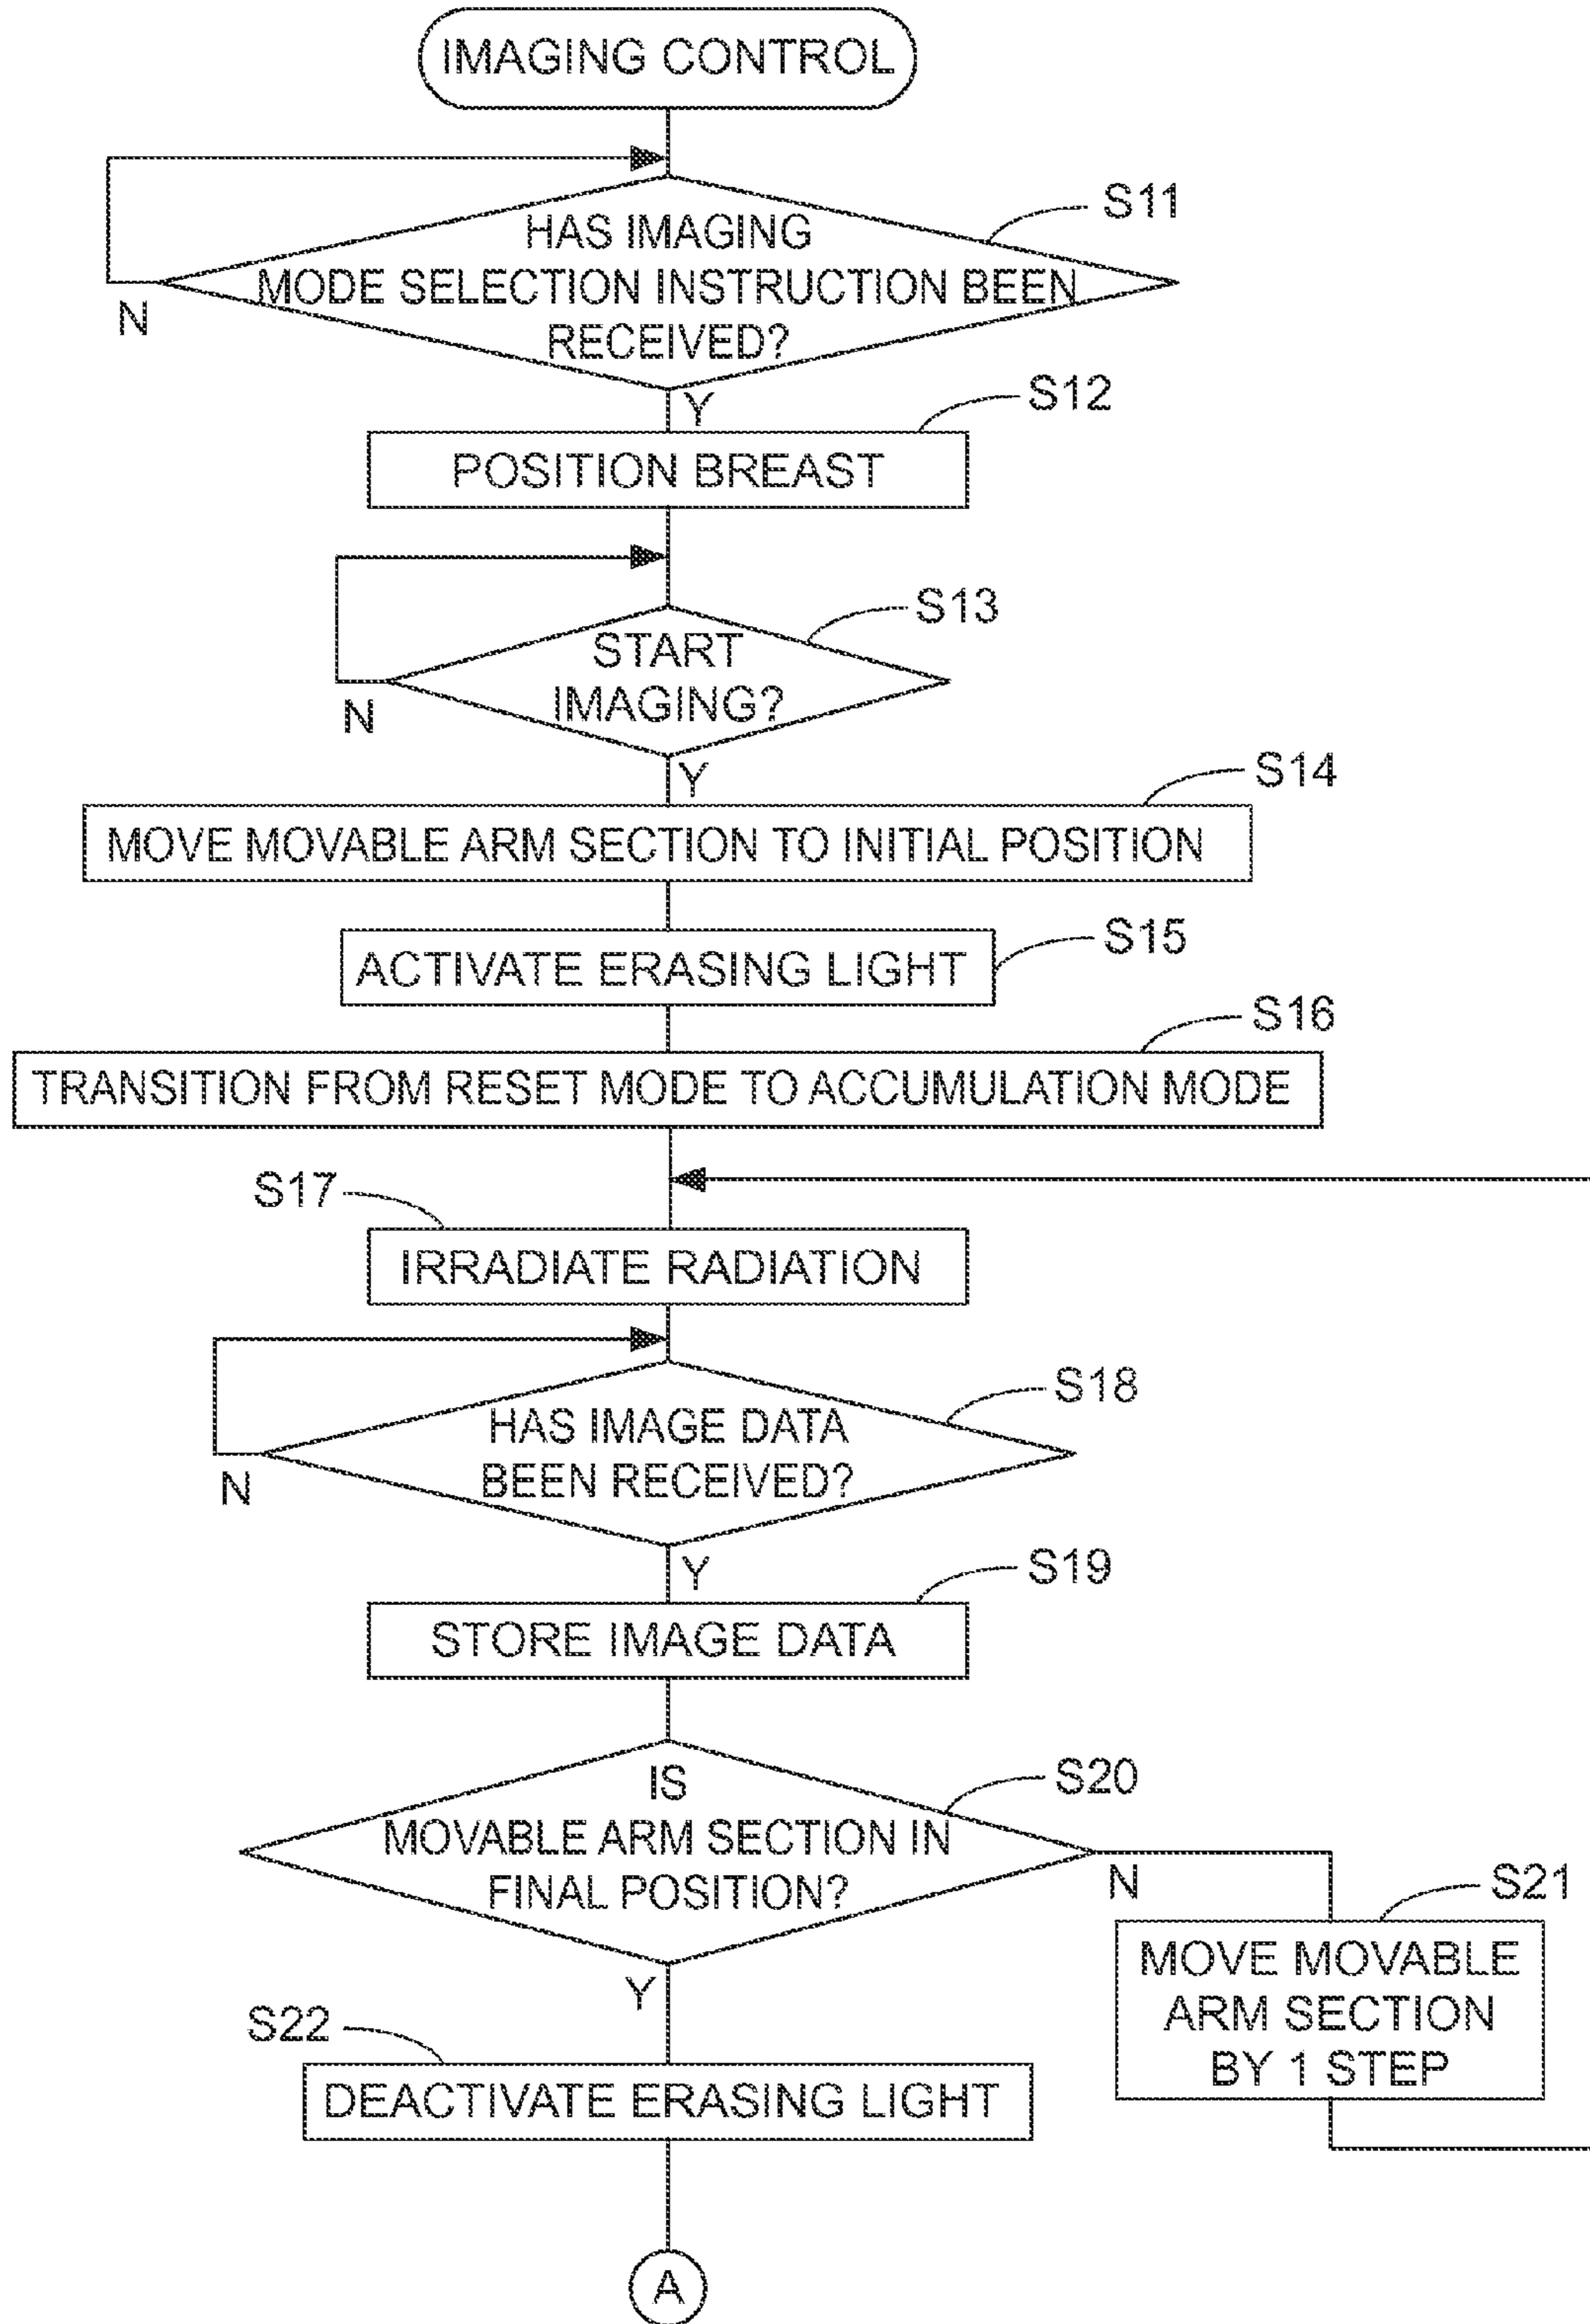 IMAGING CONTROL
S11
HAS IMAGING
MODE SELECTION INSTRUCTION BEEN
RECEIVED?
N
Y
S12
POSITION BREAST
S13
START
IMAGING?
N
Y
S14
MOVE MOVABLE ARM SECTION TO INITIAL POSITION
S15
ACTIVATE ERASING LIGHT
S16
TRANSITION FROM RESET MODE TO ACCUMULATION MODE
S17
IRRADIATE RADIATION
S18
HAS IMAGE DATA
BEEN RECEIVED?
N
Y
S19
STORE IMAGE DATA
S20
IS
MOVABLE ARM SECTION IN
FINAL POSITION?
N
Y
S21
MOVE MOVABLE
ARM SECTION
BY 1 STEP
S22
DEACTIVATE ERASING LIGHT
A